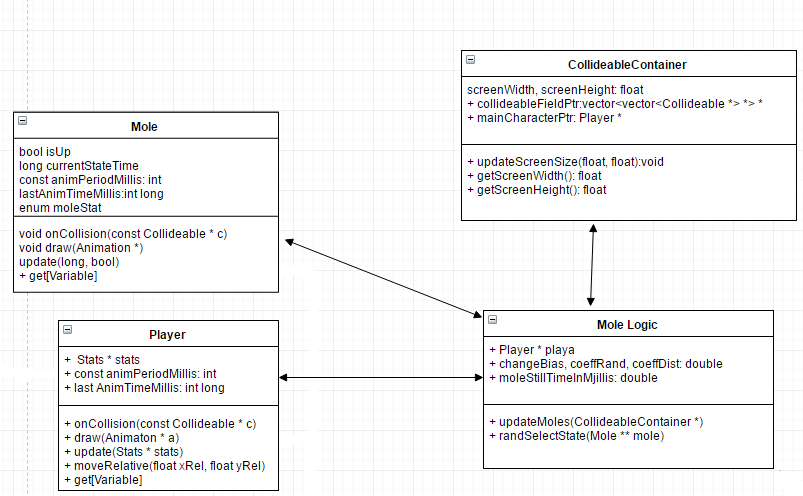 CollideableContainer
screenWidth, screenHeight: float
+ collideableFieldPtr:vector<vector<Collideable *> *> *
+ mainCharacterPtr: Player *
+ updateScreenSize(float, float):void
+ getScreenWidth(): float
+ getScreenHeight(): float
Mole
bool isUp
long currentStateTime
const animPeriodMillis: int
lastAnimTimeMillis:int long
enum moleStat
void onCollision(const Collideable * c)
void draw(Animation *)
update(long, bool)
+ get[Variable]
Player
+ Stats * stats
+ const animPeriodMillis: int
+ last AnimTimeMillis: int long
+ onCollision(const Collideable * c)
+ draw(Animaton * a)
+ update(Stats * stats)
+ moveRelative(float xRel, float yRel)
+ get[Variable]
Mole Logic
+ Player * playa
+ changeBias, coeffRand, coeffDist: double
+ moleStillTimeInMjillis: double
+ updateMoles(CollideableContainer *)
+ randSelectState(Mole ** mole)